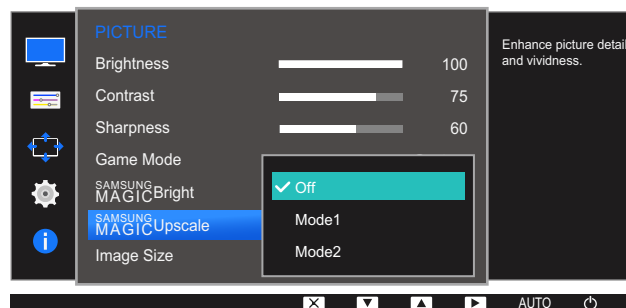 PICTURE
Brightness 100
Contrast 75
Sharpness 60
Game Mode
SAMSUNG
MAGICBright
SAMSUNG
MAGICUpscale
Image Size
Off
Mode1
Mode2
Enhance picture detail
and vividness.
AUTO